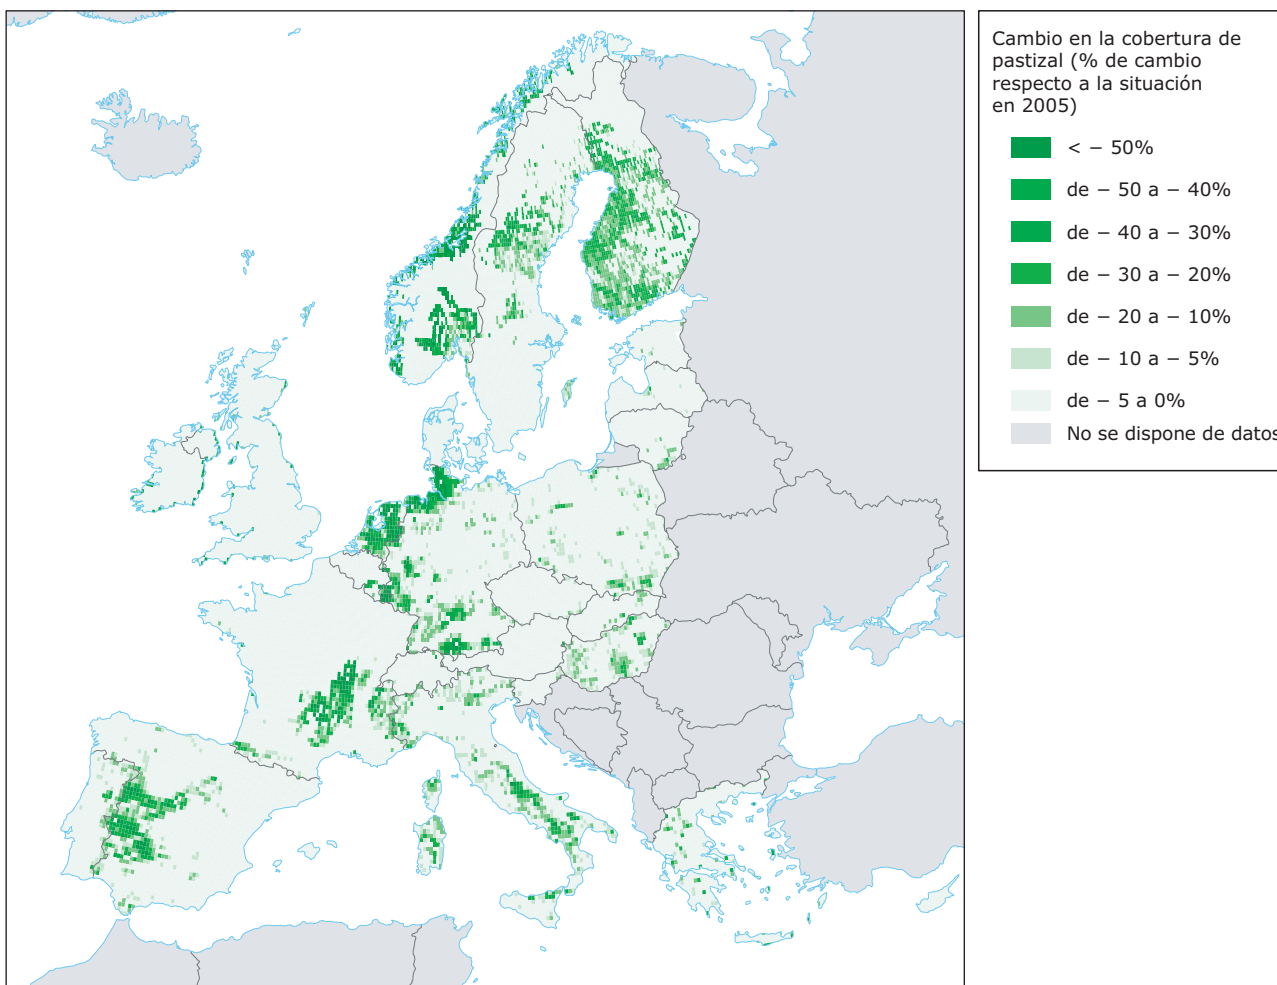 Cambio en la cobertura de
pastizal (% de cambio
respecto a la situación
en 2005)
< − 50%
de − 50 a − 40%
de − 40 a − 30%
de − 30 a − 20%
de − 20 a − 10%
de − 10 a − 5%
de − 5 a 0%
No se dispone de datos